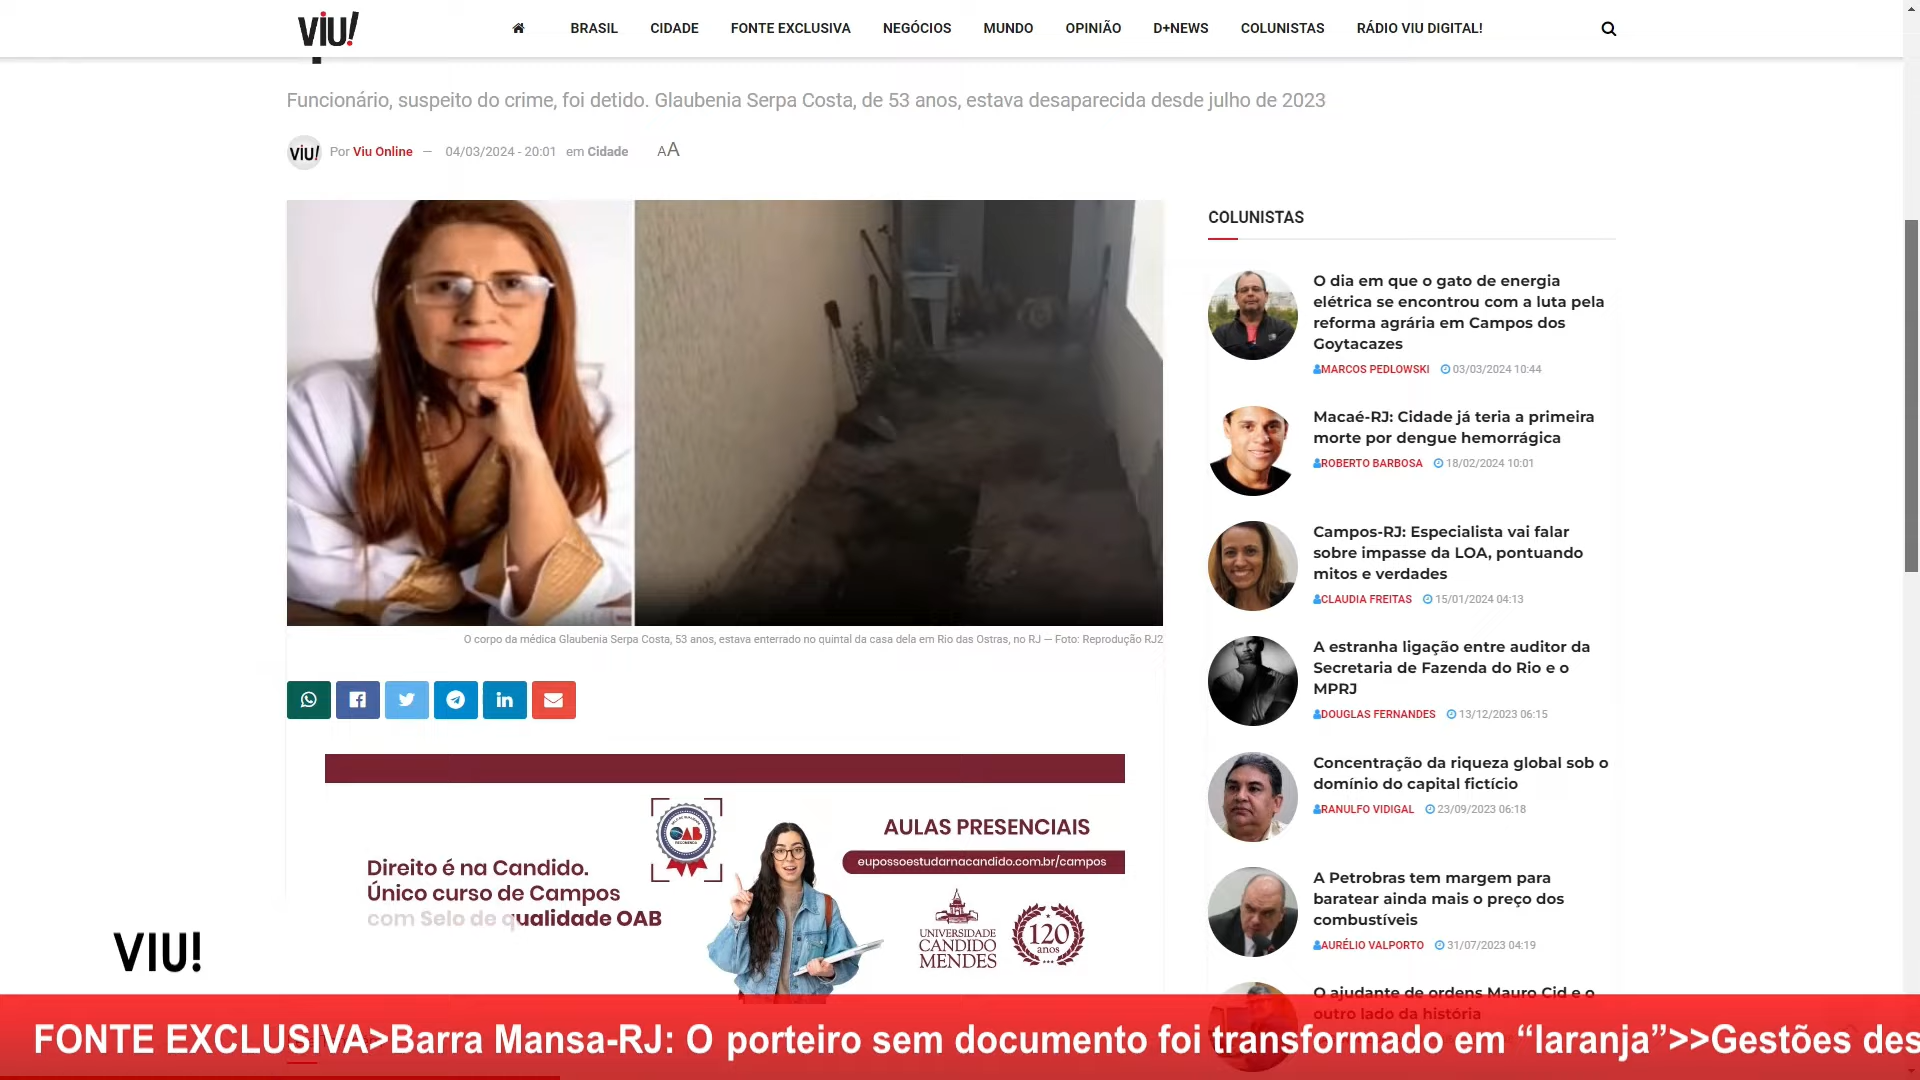 VIU!
BRASIL
CIDADE
FONTE EXCLUSIVA
NEGÓCIOS
MUNDO
OPINIÃO
D+NEWS
COLUNISTAS
RÁDIO VIU DIGITAL!
Funcionário, suspeito do crime, foi detido. Glaubenia Serpa Costa, de 53 anos, estava desaparecida desde julho de 2023
VIU! Por Viu Online — 04/03/2024 - 20:01 em Cidade AA
O corpo da médica Glaubenia Serpa Costa, 53 anos, estava enterrado no quintal da casa dela em Rio das Ostras, no RJ — Foto: Reprodução RJ2
Direito é na Candido.
Único curso de Campos
com Selo de qualidade OAB
OAB
RECOMENDA
AULAS PRESENCIAIS
eupossoestudarnacandido.com.br/campos
UNIVERSIDADE
CANDIDO
MENDES
120
anos
COLUNISTAS
O dia em que o gato de energia
elétrica se encontrou com a luta pela
reforma agrária em Campos dos
Goytacazes
MARCOS PEDLOWSKI 03/03/2024 10:44
Macaé-RJ: Cidade já teria a primeira
morte por dengue hemorrágica
ROBERTO BARBOSA 18/02/2024 10:01
Campos-RJ: Especialista vai falar
sobre impasse da LOA, pontuando
mitos e verdades
CLAUDIA FREITAS 15/01/2024 04:13
A estranha ligação entre auditor da
Secretaria de Fazenda do Rio e o
MPRJ
DOUGLAS FERNANDES 13/12/2023 06:15
Concentração da riqueza global sob o
domínio do capital fictício
RANULFO VIDIGAL 23/09/2023 06:18
A Petrobras tem margem para
baratear ainda mais o preço dos
combustíveis
AURÉLIO VALPORTO 31/07/2023 04:19
O ajudante de ordens Mauro Cid e o
outro lado da história
VIU!
FONTE EXCLUSIVA>Barra Mansa-RJ: O porteiro sem documento foi transformado em “laranja”>>Gestões des